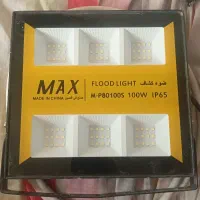 MAX
MADE IN CHINA
FLOOD LIGHT
M-PB0100S 100W IP65